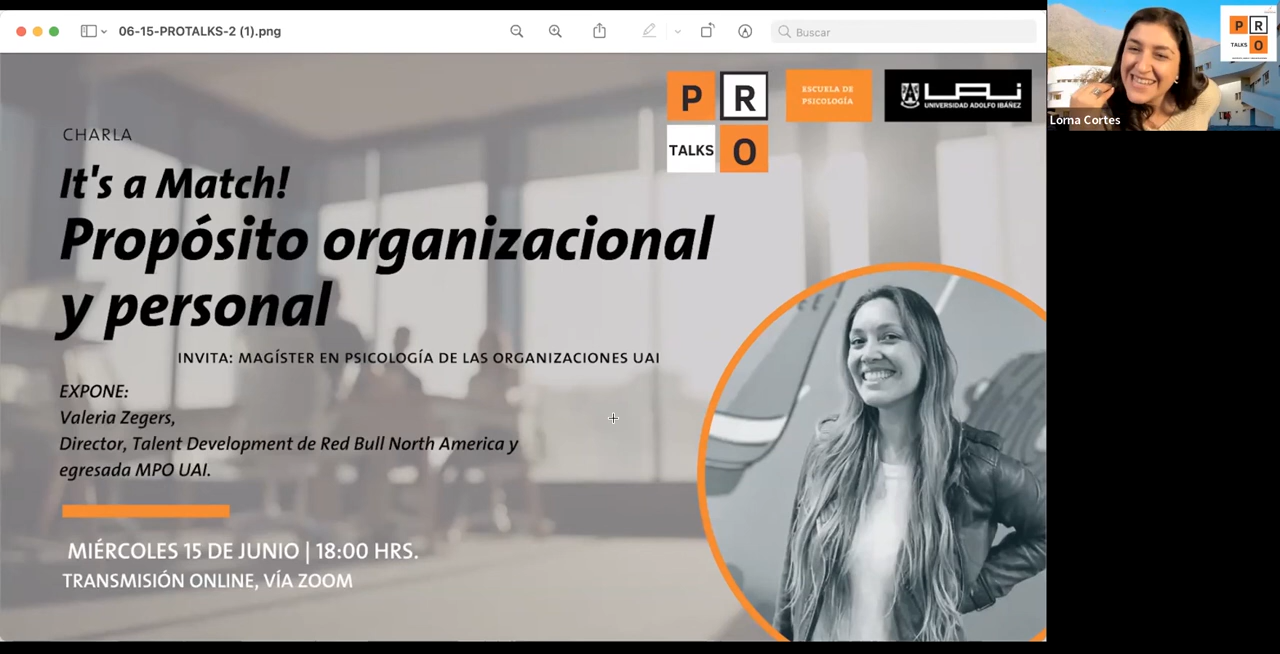 06-15-PROTALKS-2 (1).png
Buscar
P R
TALKS O
ESCUELA DE
PSICOLOGÍA
UAI
UNIVERSIDAD ADOLFO IBÁÑEZ
CHARLA
It's a Match!
Propósito organizacional
y personal
INVITA: MAGÍSTER EN PSICOLOGÍA DE LAS ORGANIZACIONES UAI
EXPONE:
Valeria Zegers,
Director, Talent Development de Red Bull North America y
egresada MPO UAI.
MIÉRCOLES 15 DE JUNIO | 18:00 HRS.
TRANSMISIÓN ONLINE, VÍA ZOOM
P R
TALKS O
Lorna Cortes